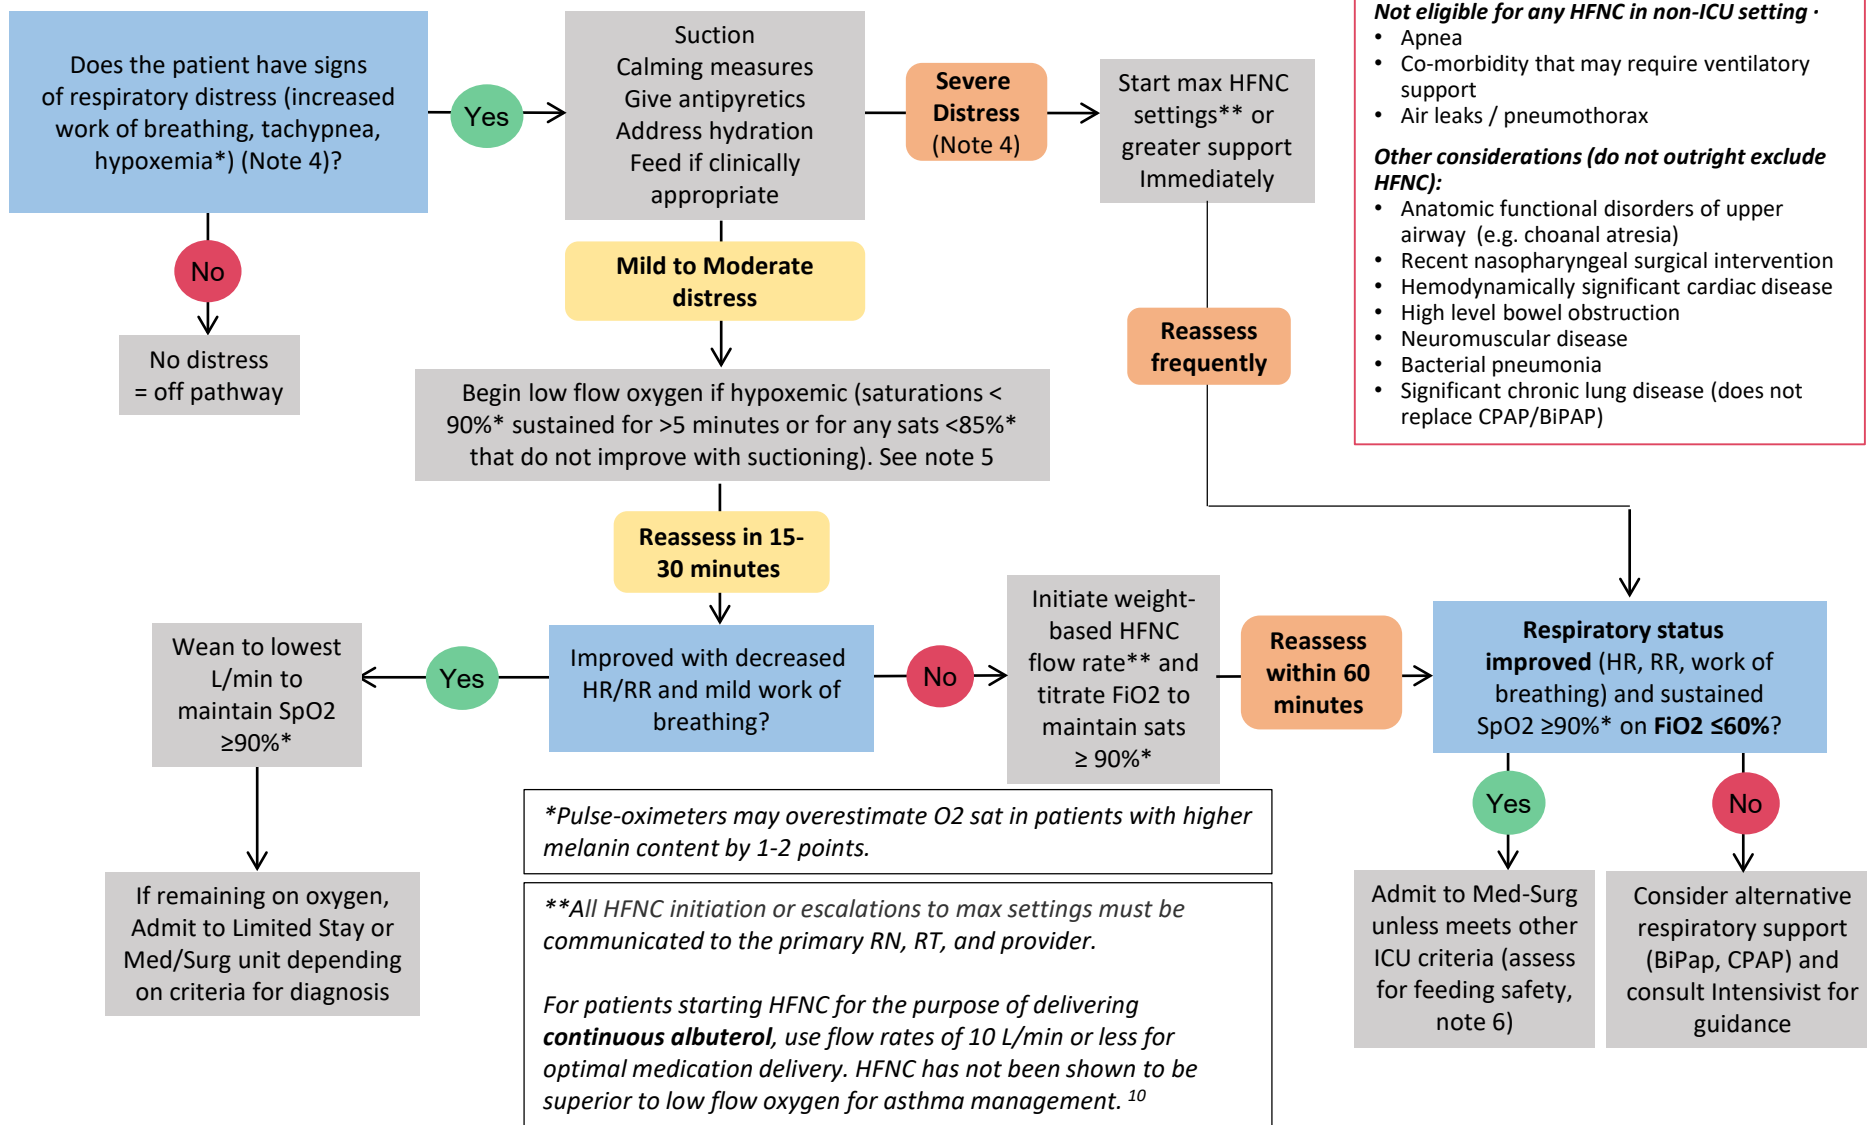 Does the patient have signs
of respiratory distress (increased
work of breathing, tachypnea,
hypoxemia*) (Note 4)?
Yes
Suction
Calming measures
Give antipyretics
Address hydration
Feed if clinically
appropriate
Severe
Distress
(Note 4)
Start max HFNC
settings** or
greater support
Immediately
Not eligible for any HFNC in non-ICU setting ·
• Apnea
• Co-morbidity that may require ventilatory
support
• Air leaks / pneumothorax
Other considerations (do not outright exclude
HFNC):
• Anatomic functional disorders of upper
airway (e.g. choanal atresia)
• Recent nasopharyngeal surgical intervention
• Hemodynamically significant cardiac disease
• High level bowel obstruction
• Neuromuscular disease
• Bacterial pneumonia
• Significant chronic lung disease (does not
replace CPAP/BiPAP)
No
No distress
= off pathway
Mild to Moderate
distress
Reassess
frequently
Begin low flow oxygen if hypoxemic (saturations <
90%* sustained for >5 minutes or for any sats <85%*
that do not improve with suctioning). See note 5
Reassess in 15-
30 minutes
Improved with decreased
HR/RR and mild work of
breathing?
Yes
Wean to lowest
L/min to
maintain SpO2
≥90%*
If remaining on oxygen,
Admit to Limited Stay or
Med/Surg unit depending
on criteria for diagnosis
No
Initiate weight-
based HFNC
flow rate** and
titrate FiO2 to
maintain sats
≥ 90%*
Reassess
within 60
minutes
Respiratory status
improved (HR, RR, work of
breathing) and sustained
SpO2 ≥90%* on FiO2 ≤60%?
Yes
No
Admit to Med-Surg
unless meets other
ICU criteria (assess
for feeding safety,
note 6)
Consider alternative
respiratory support
(BiPap, CPAP) and
consult Intensivist for
guidance
*Pulse-oximeters may overestimate O2 sat in patients with higher
melanin content by 1-2 points.
**All HFNC initiation or escalations to max settings must be
communicated to the primary RN, RT, and provider.
For patients starting HFNC for the purpose of delivering
continuous albuterol, use flow rates of 10 L/min or less for
optimal medication delivery. HFNC has not been shown to be
superior to low flow oxygen for asthma management. 10